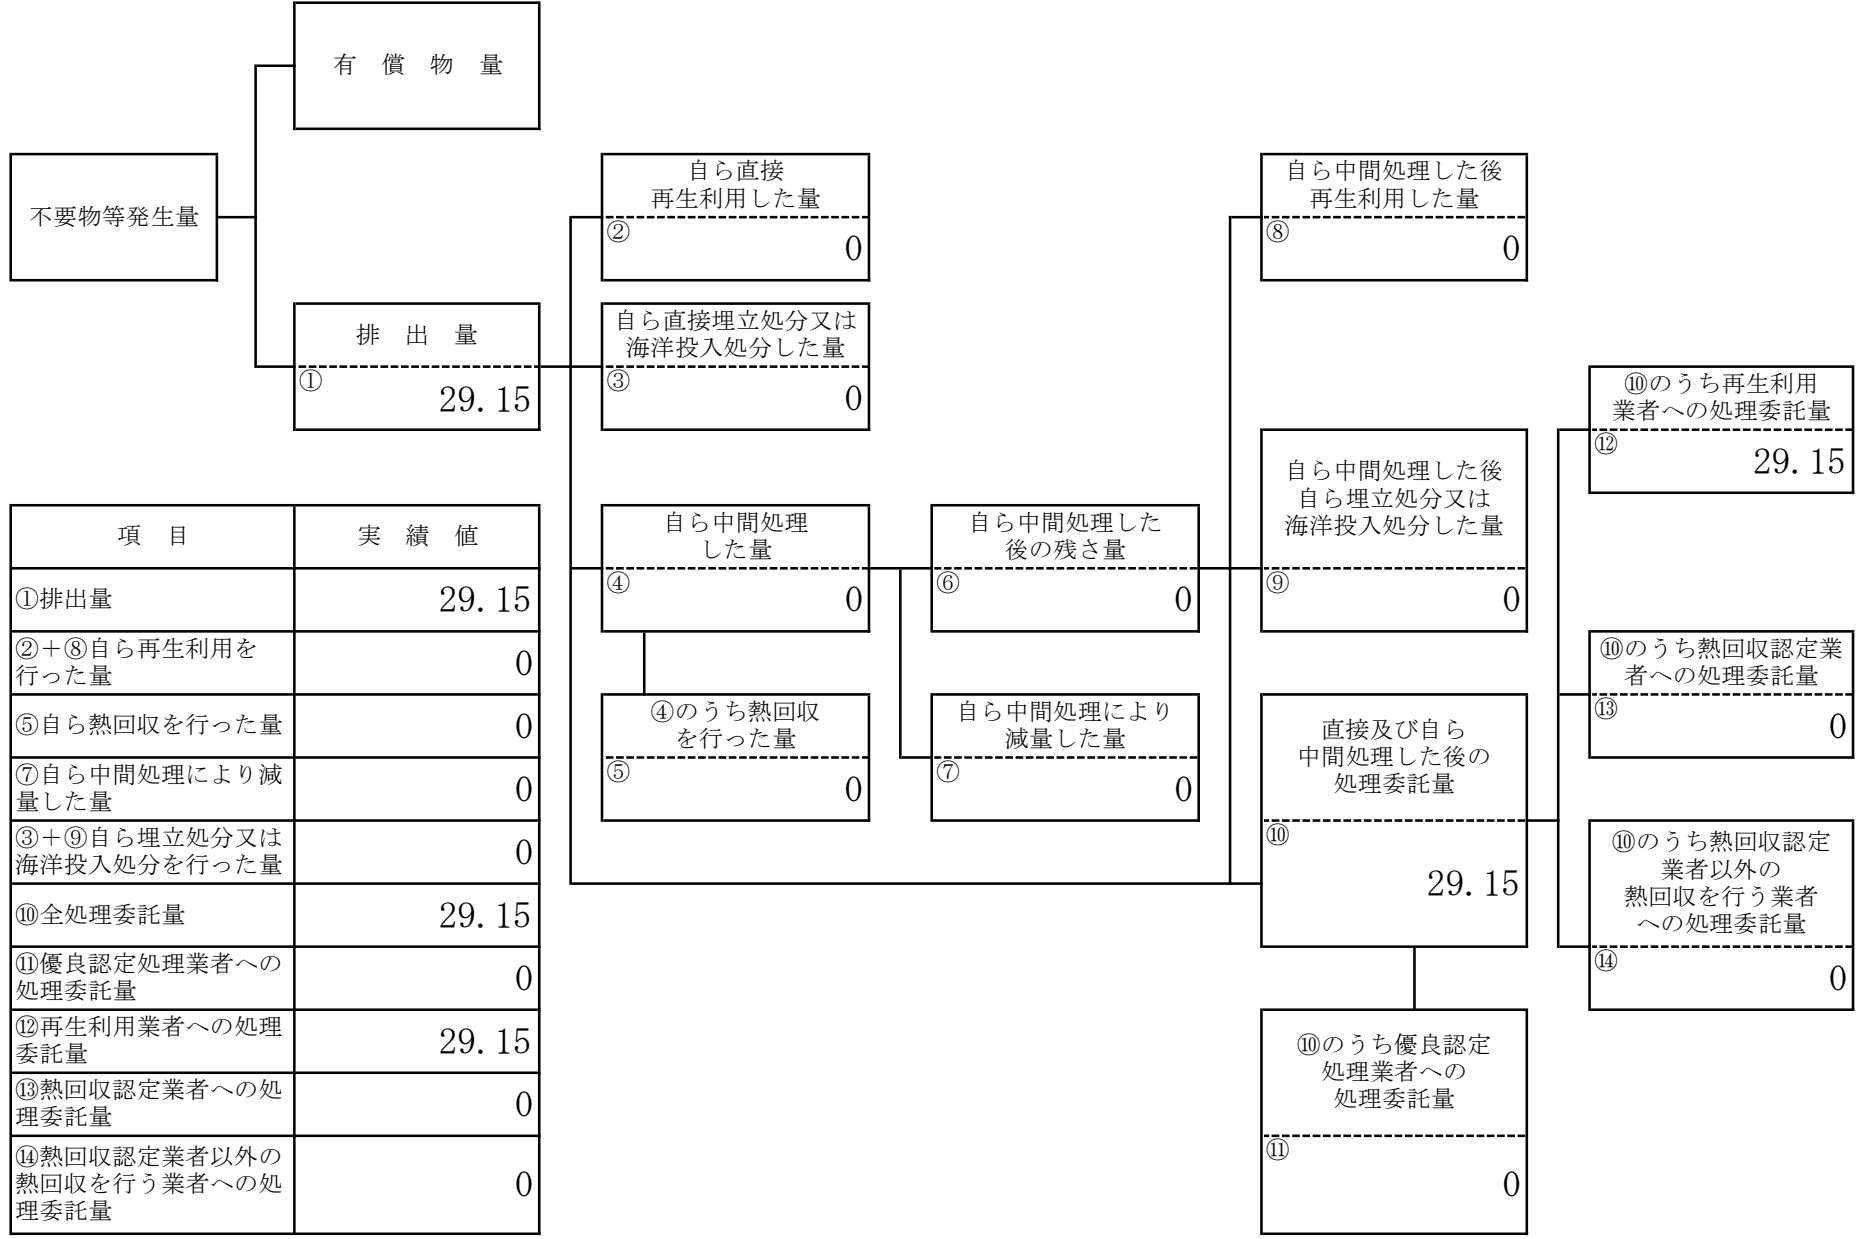 有 償 物 量
不要物等発生量
排 出 量
①
29.15
自ら直接
再生利用した量
②
0
自ら直接埋立処分又は
海洋投入処分した量
③
0
自ら中間処理
した量
④
0
④のうち熱回収
を行った量
⑤
0
自ら中間処理した
後の残さ量
⑥
0
自ら中間処理により
減量した量
⑦
0
自ら中間処理した後
再生利用した量
⑧
0
自ら中間処理した後
自ら埋立処分又は
海洋投入処分した量
⑨
0
直接及び自ら
中間処理した後の
処理委託量
⑩
29.15
⑩のうち優良認定
処理業者への
処理委託量
⑪
0
⑩のうち再生利用
業者への処理委託量
⑫
29.15
⑩のうち熱回収認定業
者への処理委託量
⑬
0
⑩のうち熱回収認定
業者以外の
熱回収を行う業者
への処理委託量
⑭
0
項 目 実 績 値
①排出量 29.15
②＋⑧自ら再生利用を
行った量
0
⑤自ら熱回収を行った量 0
⑦自ら中間処理により減
量した量
0
③＋⑨自ら埋立処分又は
海洋投入処分を行った量
0
⑩全処理委託量 29.15
⑪優良認定処理業者への
処理委託量
0
⑫再生利用業者への処理
委託量
29.15
⑬熱回収認定業者への処
理委託量
0
⑭熱回収認定業者以外の
熱回収を行う業者への処
理委託量
0